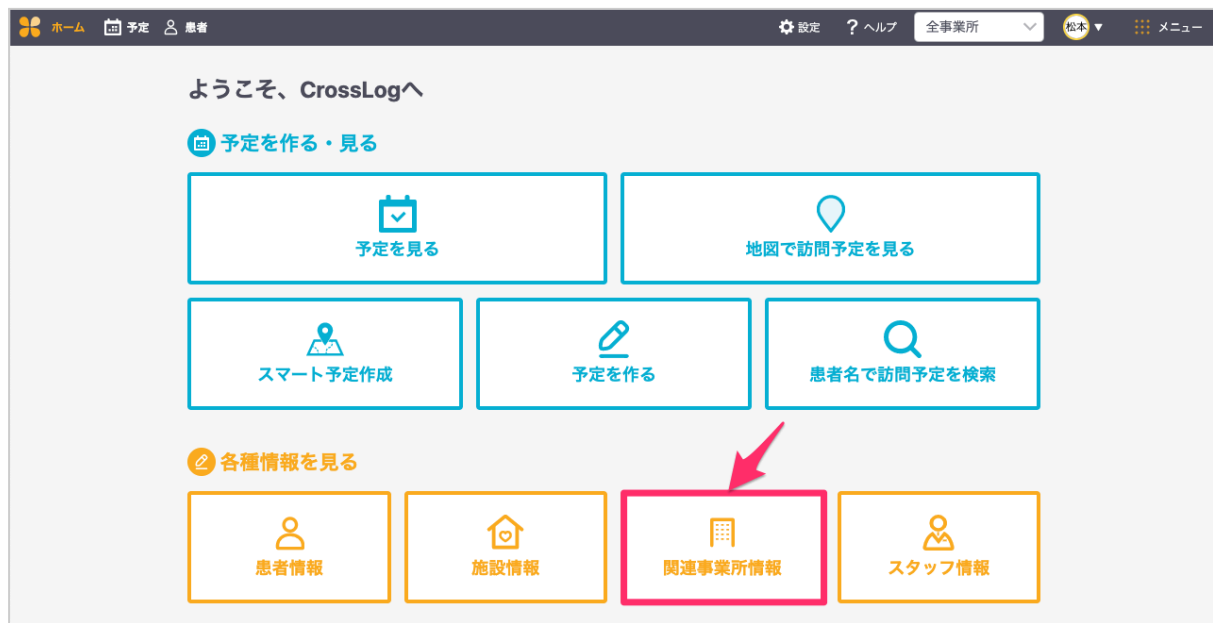 ホーム 予定 患者 設定 ? ヘルプ 全事業所 松本 ▼ メニュー
ようこそ、CrossLogへ
予定を作る・見る
予定を見る 地図で訪問予定を見る
スマート予定作成 予定を作る 患者名で訪問予定を検索
各種情報を見る
患者情報 施設情報 関連事業所情報 スタッフ情報